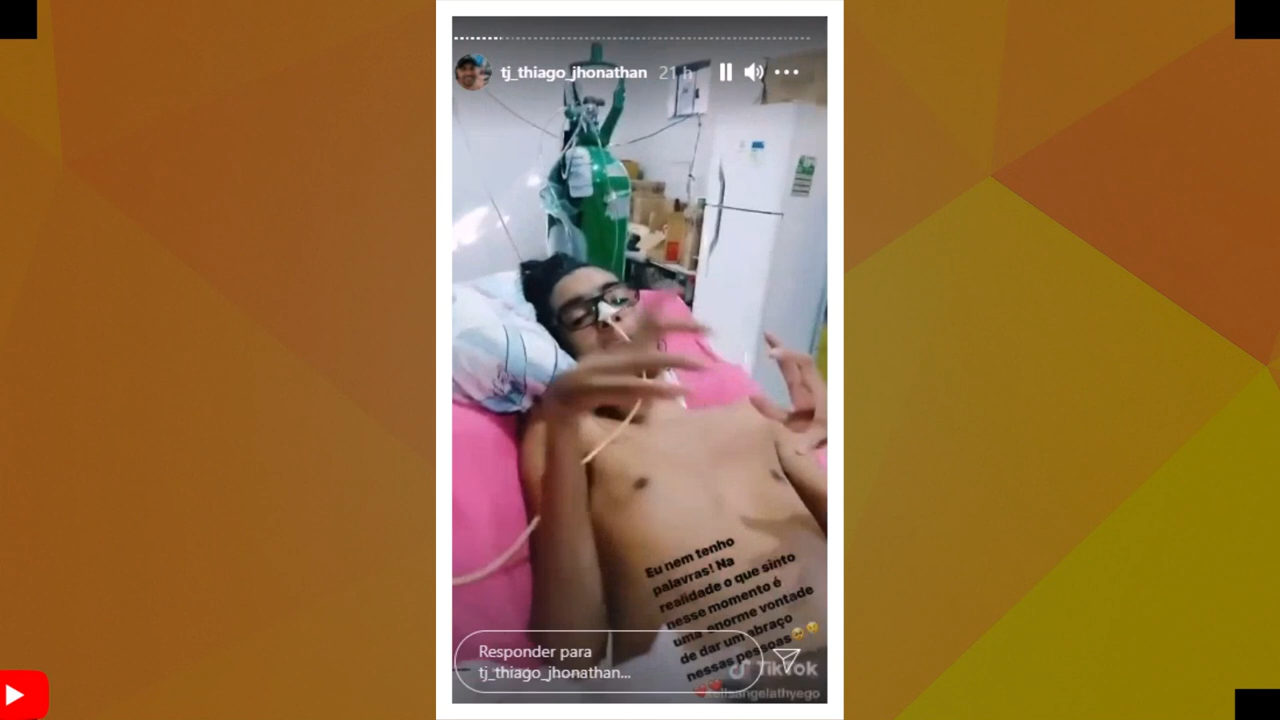 tj_thiago_jhonathan 21 h
Eu nem tenho
palavras! Na
realidade o que sinto
nesse momento é
uma enorme vontade
de dar um abraço
nessas pessoas
Responder para
tj_thiago_jhonathan...
TikTok
elisangelathyego